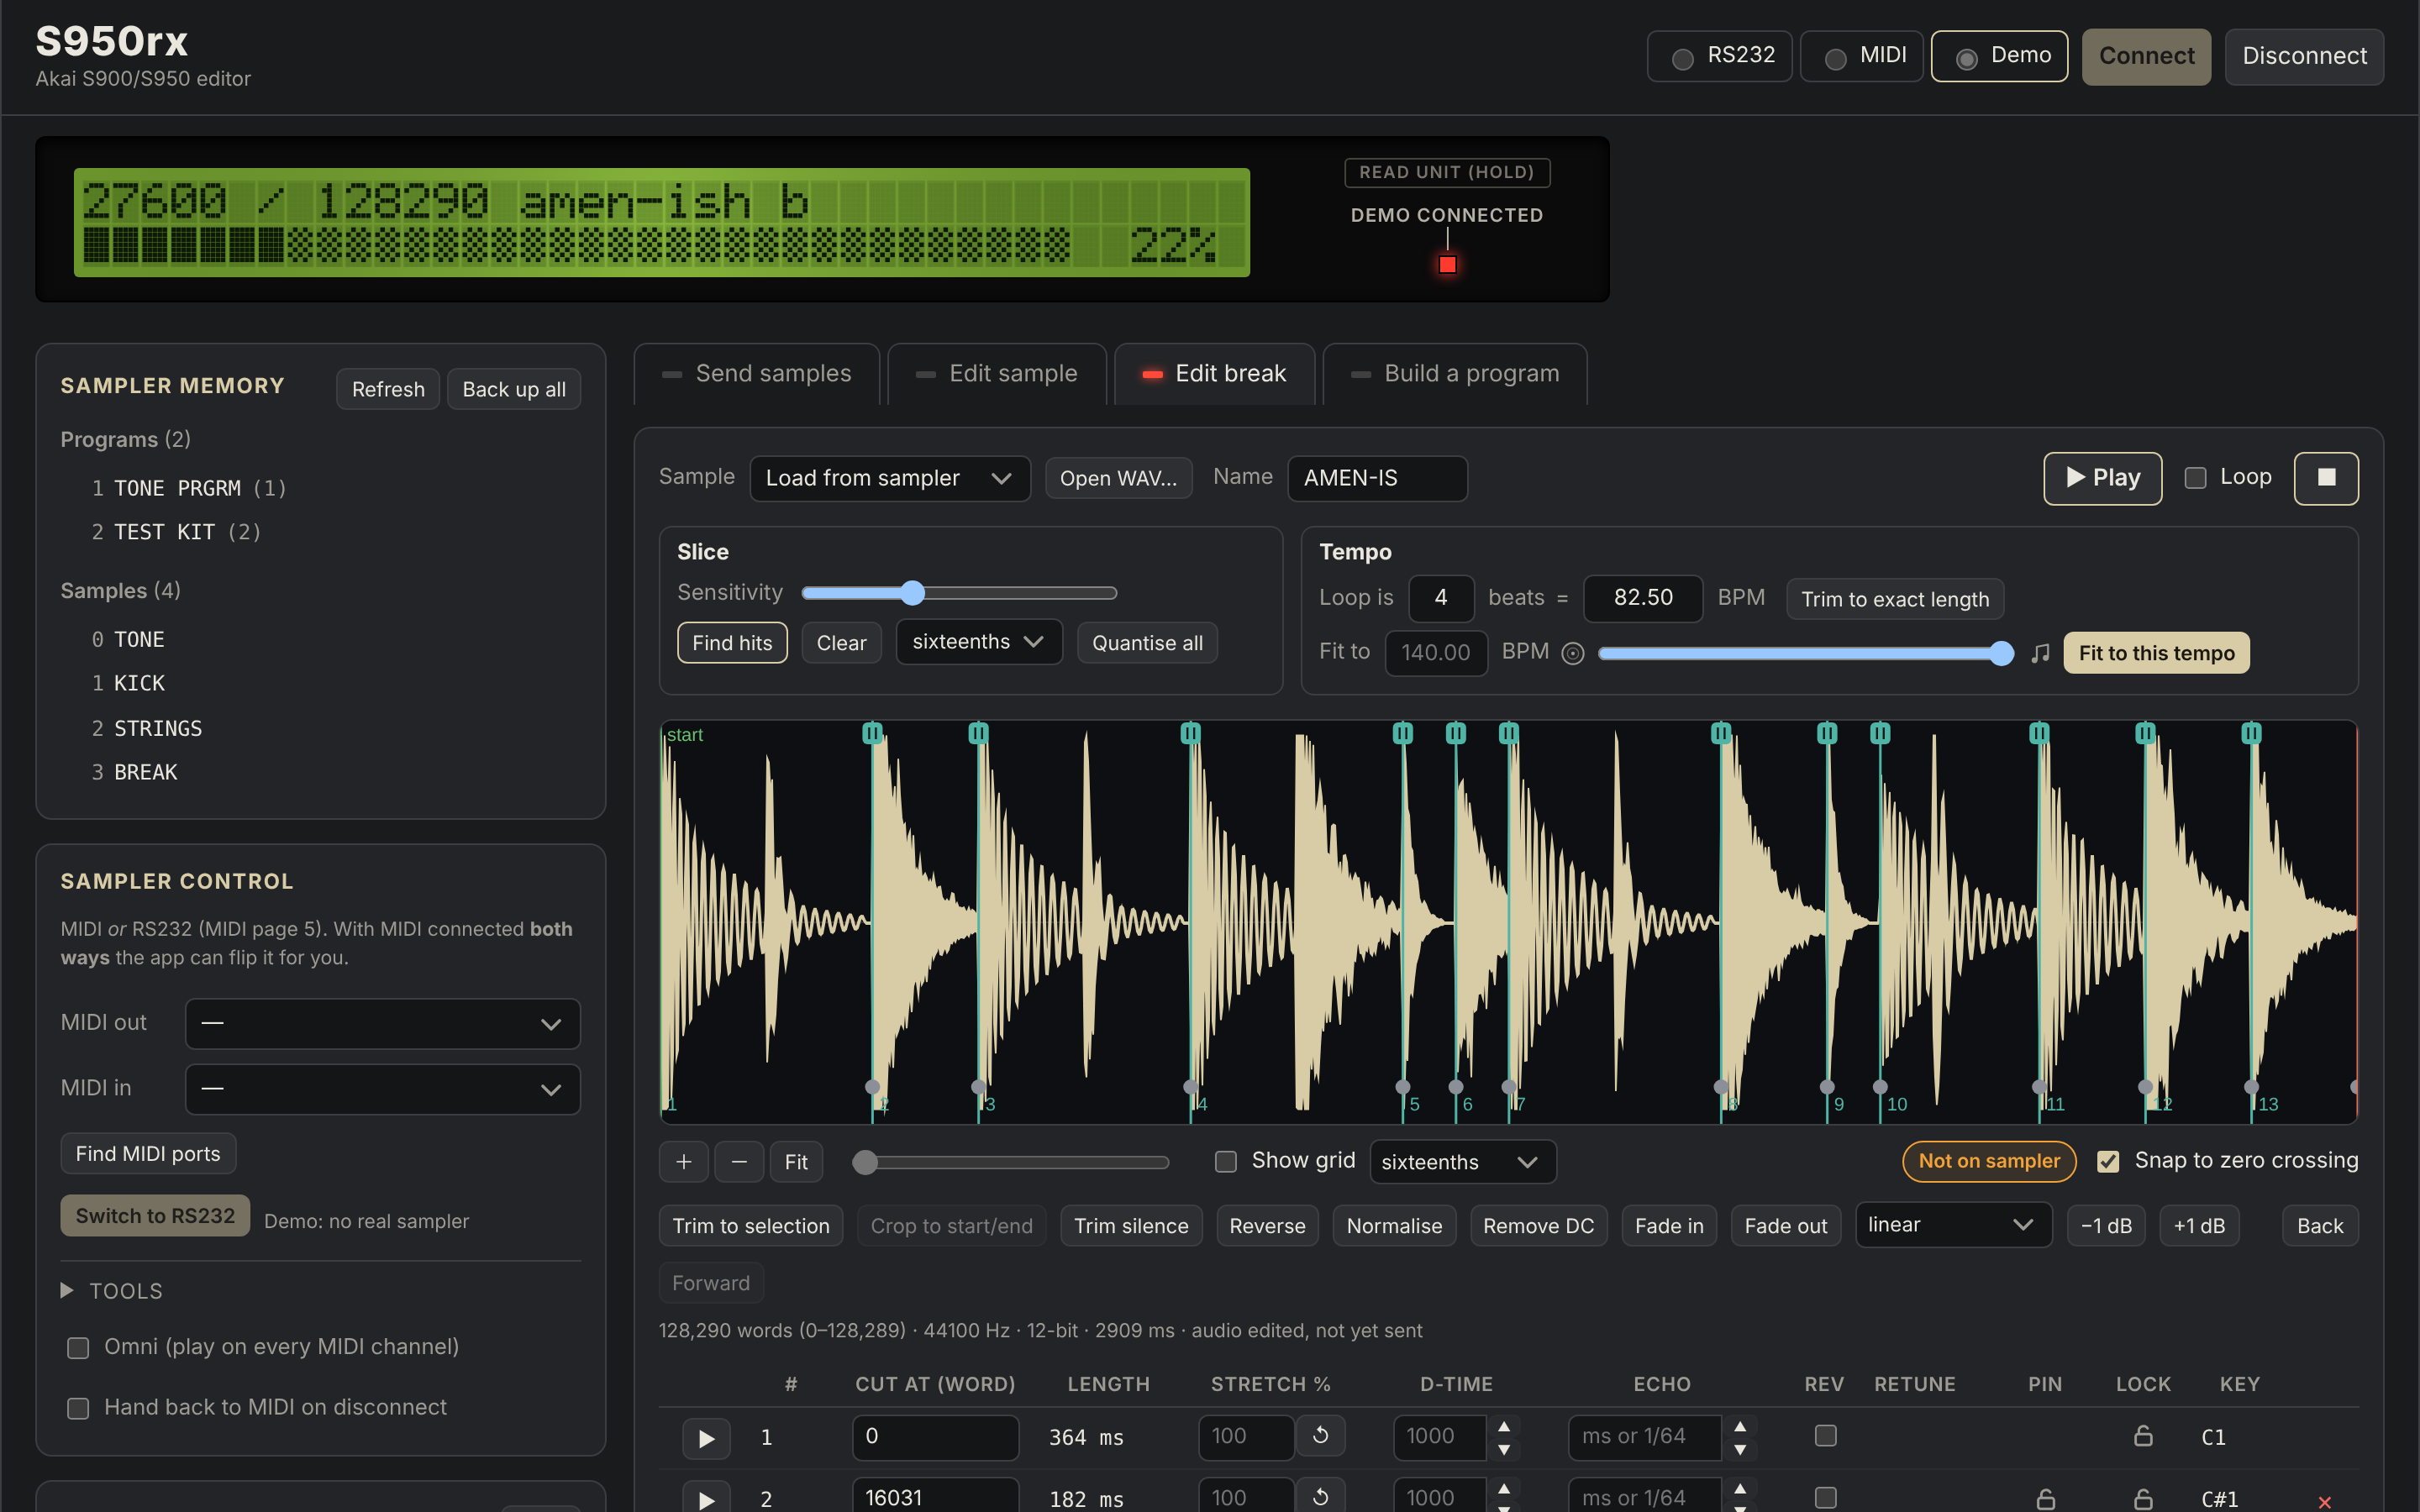 S950rx
Akai S900/S950 editor
RS232
MIDI
Demo
Connect
Disconnect
27600 / 128290 amen-ish b
22%
READ UNIT (HOLD)
DEMO CONNECTED
SAMPLER MEMORY
Refresh
Back up all
Programs (2)
1 TONE PRGRM (1)
2 TEST KIT (2)
Samples (4)
0 TONE
1 KICK
2 STRINGS
3 BREAK
SAMPLER CONTROL
MIDI or RS232 (MIDI page 5). With MIDI connected both
ways the app can flip it for you.
MIDI out —
MIDI in —
Find MIDI ports
Switch to RS232 Demo: no real sampler
TOOLS
Omni (play on every MIDI channel)
Hand back to MIDI on disconnect
Send samples
Edit sample
Edit break
Build a program
Sample Load from sampler Open WAV... Name AMEN-IS Play Loop
Slice
Sensitivity
Find hits Clear sixteenths Quantise all
Tempo
Loop is 4 beats = 82.50 BPM Trim to exact length
Fit to 140.00 BPM Fit to this tempo
start
1 2 3 4 5 6 7 8 9 10 11 12 13
+ − Fit Show grid sixteenths Not on sampler Snap to zero crossing
Trim to selection Crop to start/end Trim silence Reverse Normalise Remove DC Fade in Fade out linear −1 dB +1 dB Back
Forward
128,290 words (0–128,289) · 44100 Hz · 12-bit · 2909 ms · audio edited, not yet sent
# CUT AT (WORD) LENGTH STRETCH % D-TIME ECHO REV RETUNE PIN LOCK KEY
1 0 364 ms 100 1000 ms or 1/64 C1
2 16031 182 ms 100 1000 ms or 1/64 C#1 ×